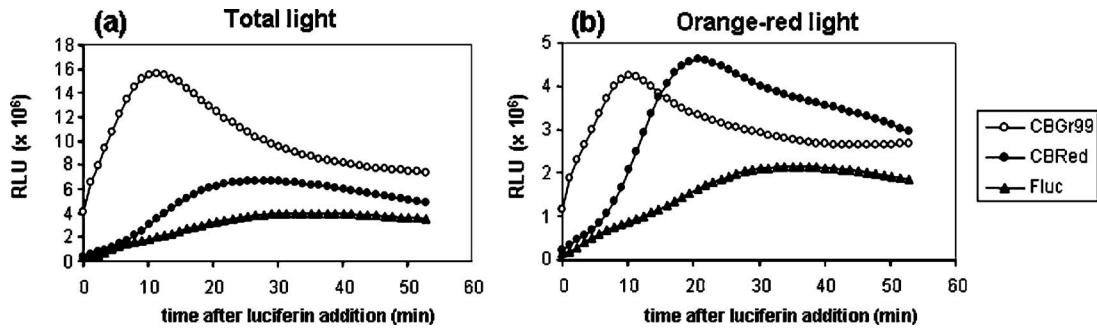 (a) Total light
18
16
14
12
10
8
6
4
2
0
RLU (x 10⁶)
0 10 20 30 40 50 60
time after luciferin addition (min)
(b) Orange-red light
5
4
3
2
1
0
RLU (x 10⁶)
0 10 20 30 40 50 60
time after luciferin addition (min)
CBGr99
CBRed
Fluc